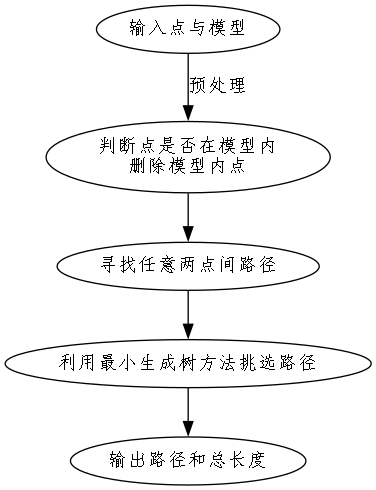 输入点与模型
预处理
判断点是否在模型内
删除模型内点
寻找任意两点间路径
利用最小生成树方法挑选路径
输出路径和总长度